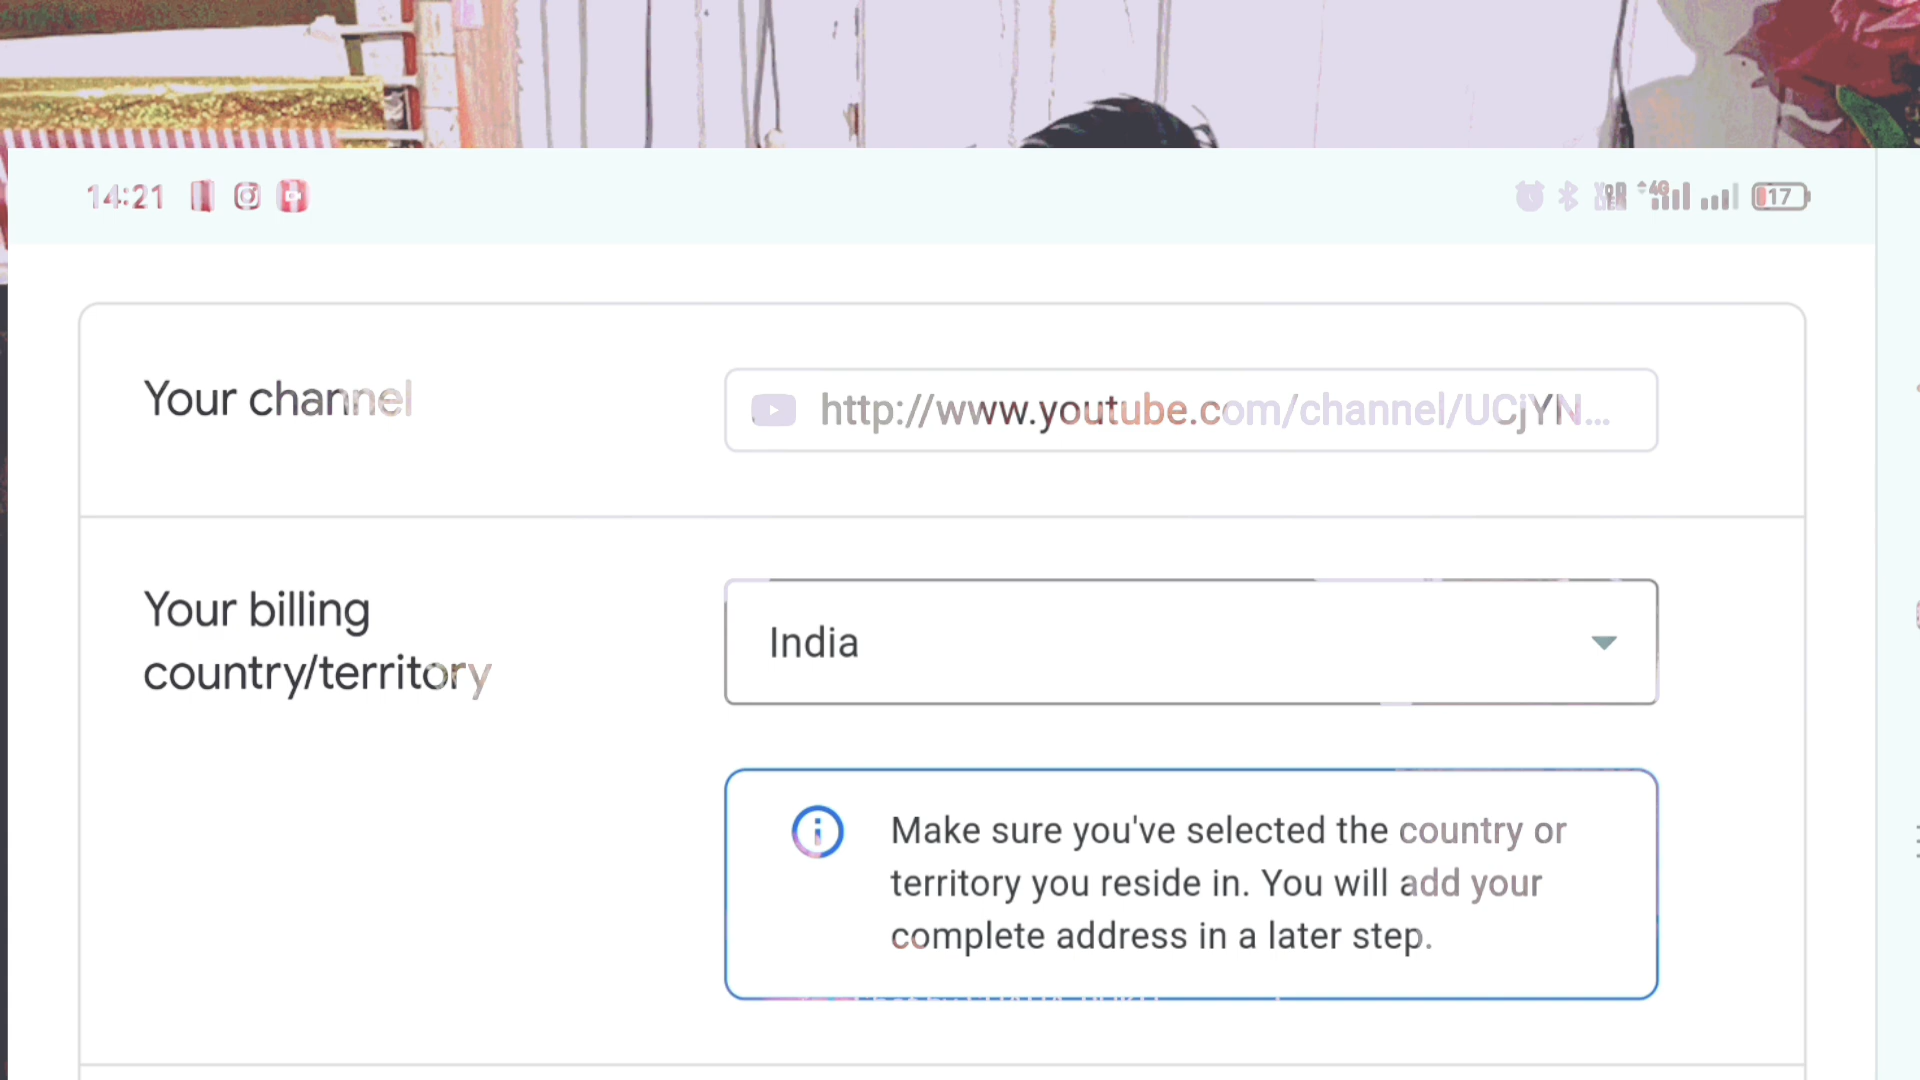 14:21
4G
17
Your channel
http://www.youtube.com/channel/UCjYN...
Your billing
country/territory
India
Make sure you've selected the country or
territory you reside in. You will add your
complete address in a later step.